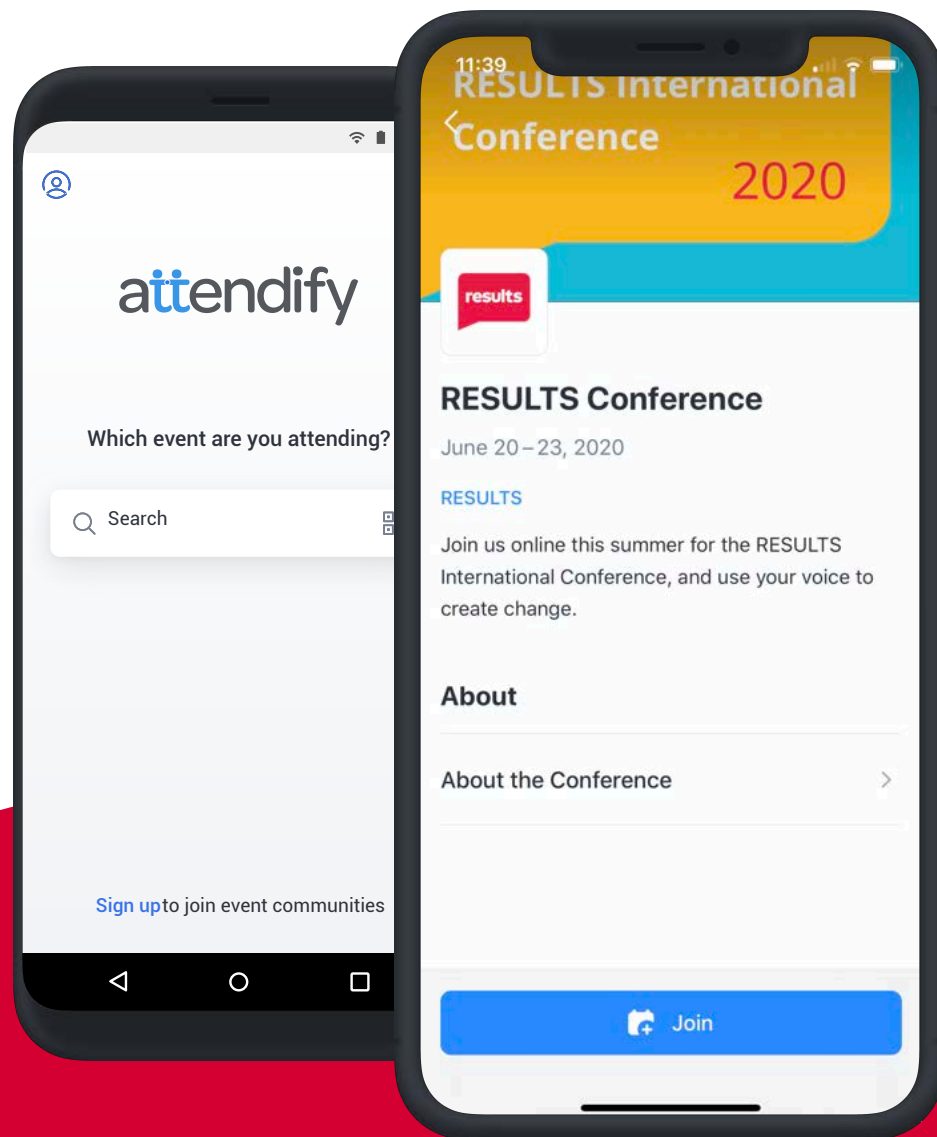 attendify
Which event are you attending?
Search
Sign up to join event communities
11:39
RESULTS International
Conference
2020
results
RESULTS Conference
June 20–23, 2020
RESULTS
Join us online this summer for the RESULTS
International Conference, and use your voice to
create change.
About
About the Conference
Join